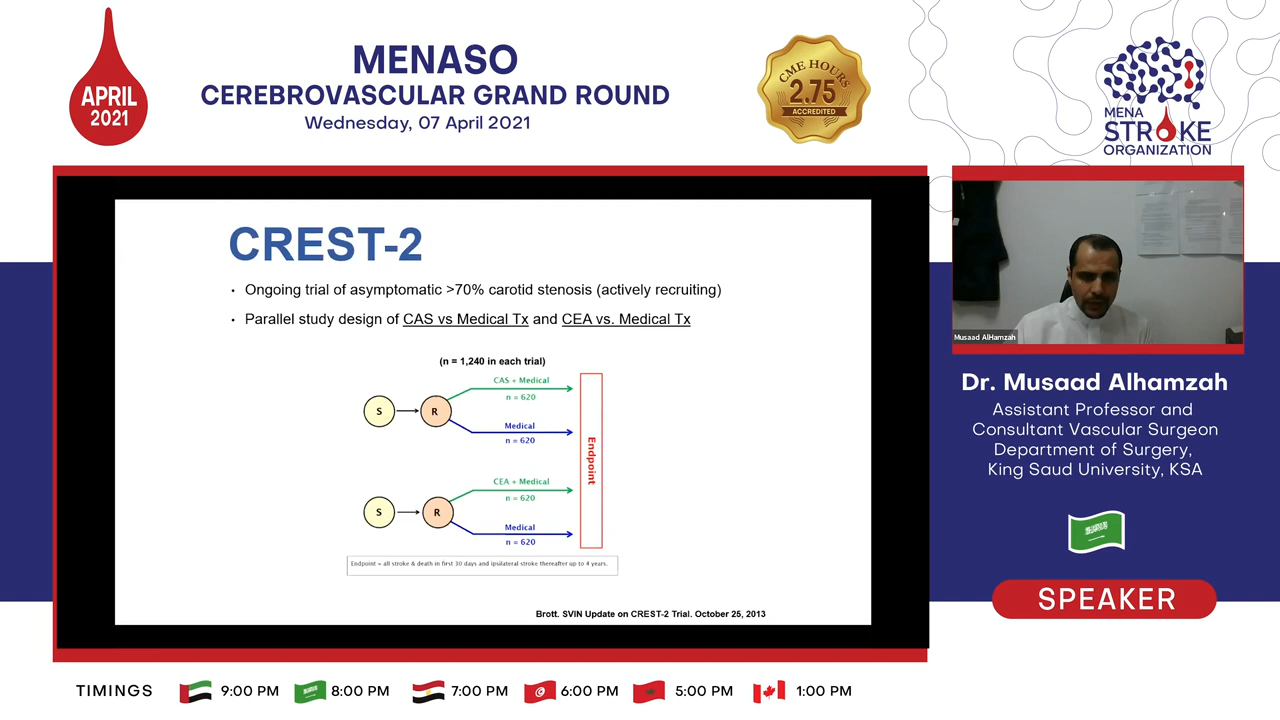 APRIL
2021
MENASO
CEREBROVASCULAR GRAND ROUND
Wednesday, 07 April 2021
CME HOURS
2.75
ACCREDITED
MENA
STROKE
ORGANIZATION
CREST-2
• Ongoing trial of asymptomatic >70% carotid stenosis (actively recruiting)
• Parallel study design of CAS vs Medical Tx and CEA vs. Medical Tx
(n = 1,240 in each trial)
CAS + Medical
n = 620
S
R
Medical
n = 620
Endpoint
CEA + Medical
n = 620
S
R
Medical
n = 620
Endpoint = all stroke & death in first 30 days and ipsilateral stroke thereafter up to 4 years.
Brott. SVIN Update on CREST-2 Trial. October 25, 2013
Musaad AlHamzah
Dr. Musaad Alhamzah
Assistant Professor and
Consultant Vascular Surgeon
Department of Surgery,
King Saud University, KSA
SPEAKER
TIMINGS 9:00 PM 8:00 PM 7:00 PM 6:00 PM 5:00 PM 1:00 PM